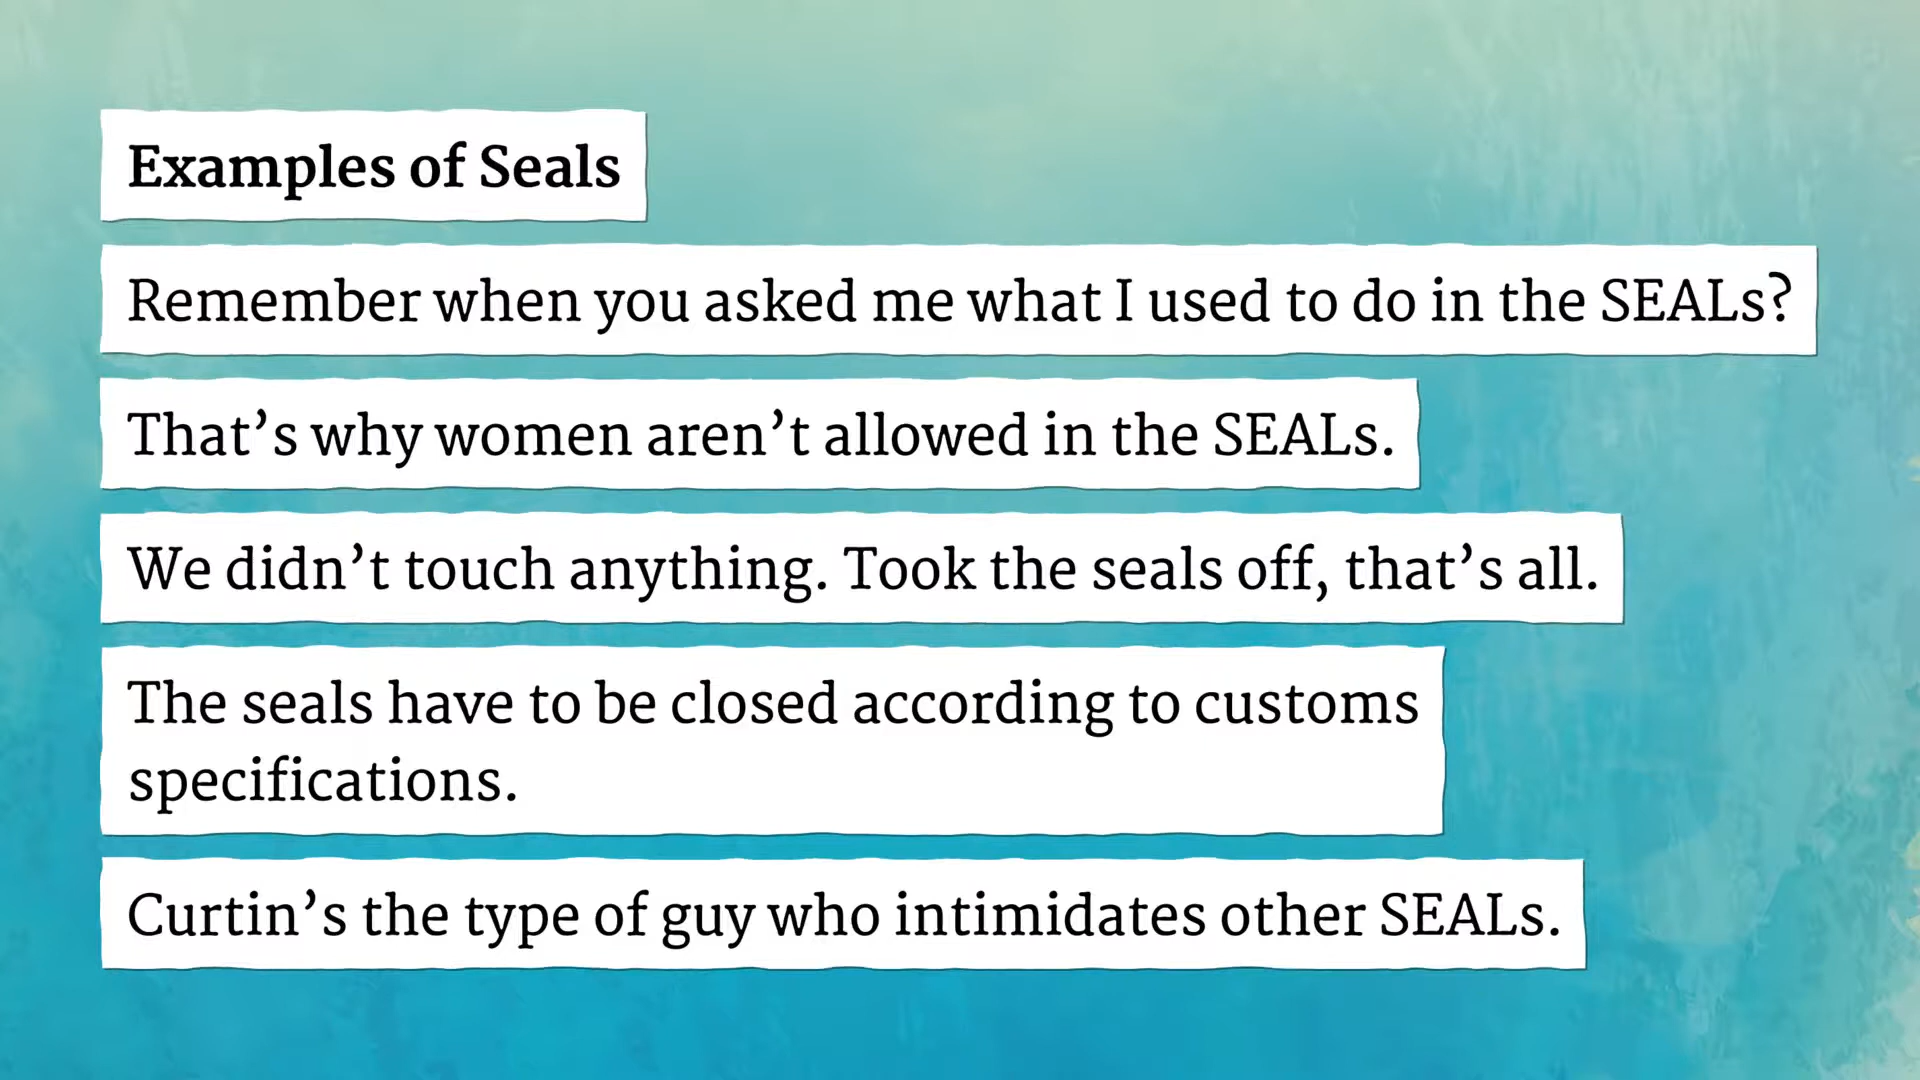 Examples of Seals
Remember when you asked me what I used to do in the SEALs?
That’s why women aren’t allowed in the SEALs.
We didn’t touch anything. Took the seals off, that’s all.
The seals have to be closed according to customs
specifications.
Curtin’s the type of guy who intimidates other SEALs.